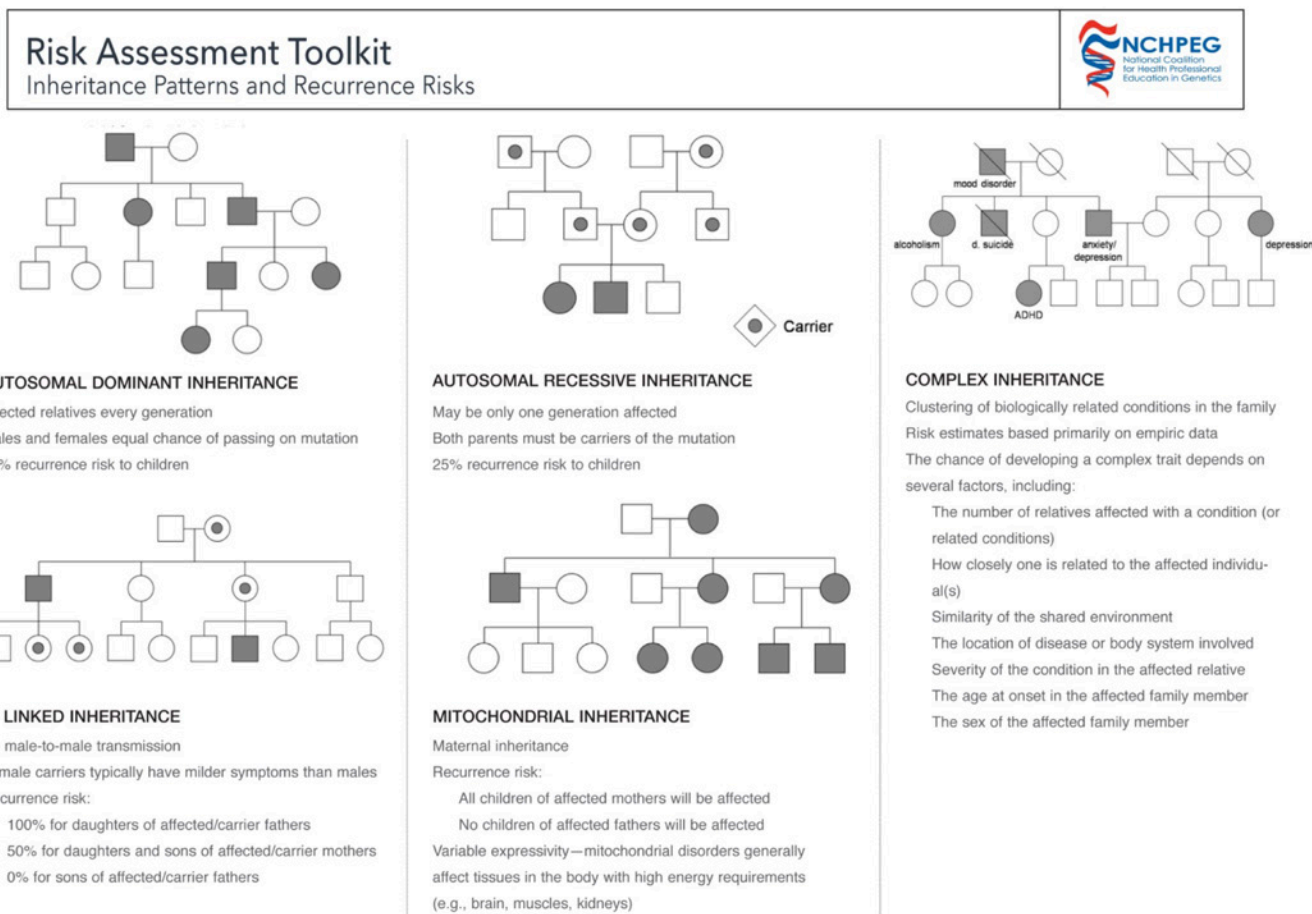 Risk Assessment Toolkit
Inheritance Patterns and Recurrence Risks
NCHPEG
National Coalition
for Health Professional
Education in Genetics
UTOSOMAL DOMINANT INHERITANCE
ected relatives every generation
ales and females equal chance of passing on mutation
% recurrence risk to children
LINKED INHERITANCE
male-to-male transmission
male carriers typically have milder symptoms than males
currence risk:
100% for daughters of affected/carrier fathers
50% for daughters and sons of affected/carrier mothers
0% for sons of affected/carrier fathers
Carrier
AUTOSOMAL RECESSIVE INHERITANCE
May be only one generation affected
Both parents must be carriers of the mutation
25% recurrence risk to children
MITOCHONDRIAL INHERITANCE
Maternal inheritance
Recurrence risk:
All children of affected mothers will be affected
No children of affected fathers will be affected
Variable expressivity—mitochondrial disorders generally
affect tissues in the body with high energy requirements
(e.g., brain, muscles, kidneys)
mood disorder
alcoholism
d. suicide
anxiety/
depression
depression
ADHD
COMPLEX INHERITANCE
Clustering of biologically related conditions in the family
Risk estimates based primarily on empiric data
The chance of developing a complex trait depends on
several factors, including:
The number of relatives affected with a condition (or
related conditions)
How closely one is related to the affected individu-
al(s)
Similarity of the shared environment
The location of disease or body system involved
Severity of the condition in the affected relative
The age at onset in the affected family member
The sex of the affected family member